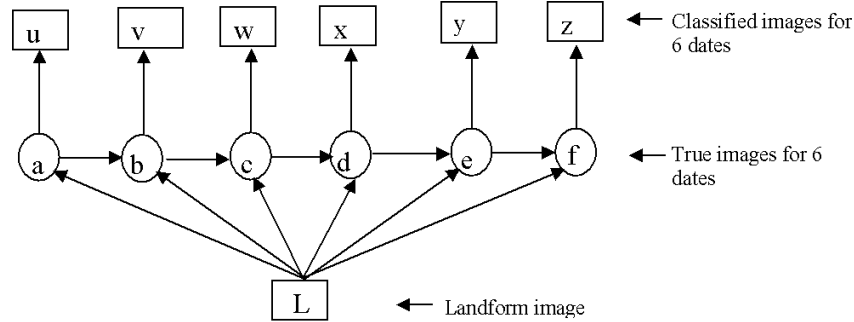 u v w x y z
Classified images for
6 dates
a b c d e f
True images for 6
dates
L
Landform image